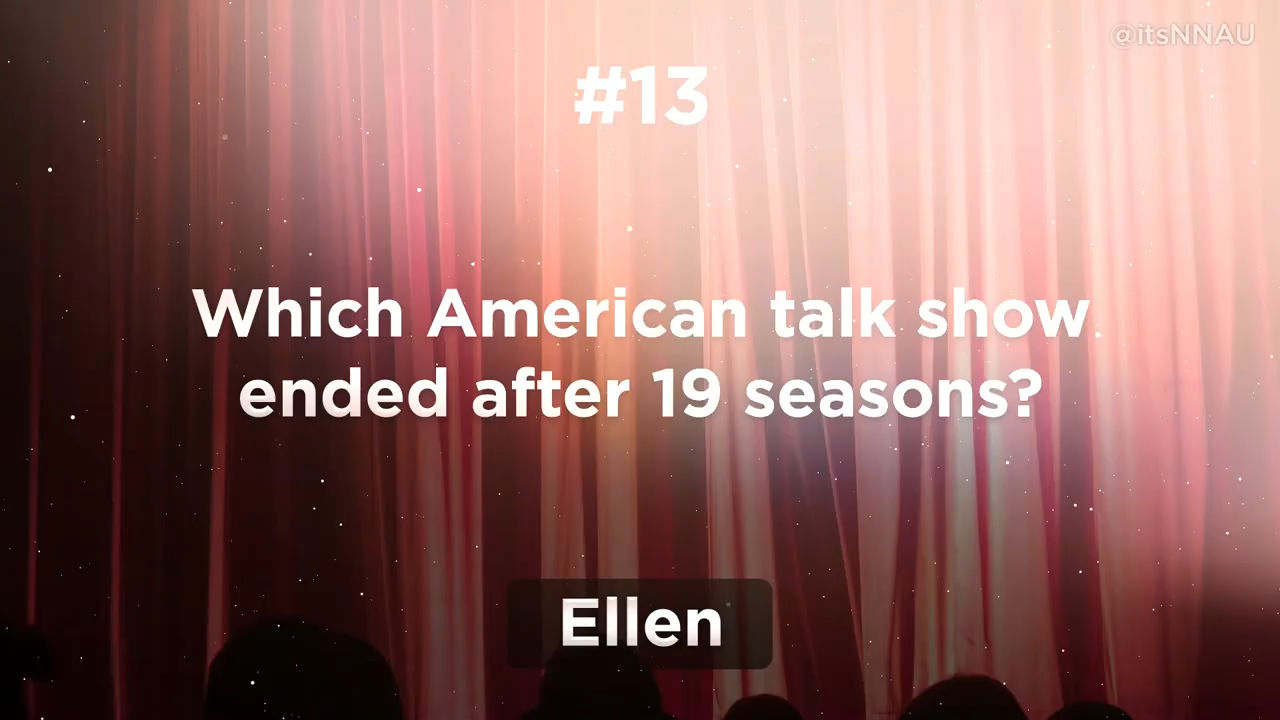 @itsNNAU
#13
Which American talk show
ended after 19 seasons?
Ellen